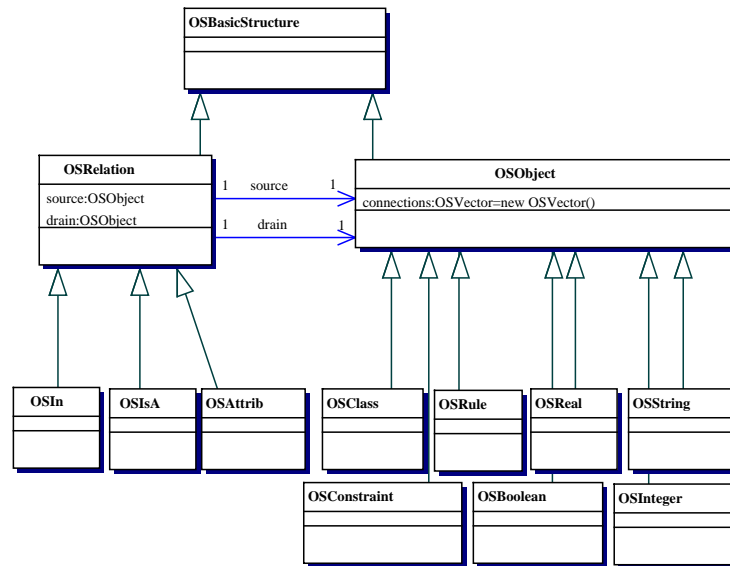 OSBasicStructure
OSRelation
source:OSObject
drain:OSObject
1 source 1
1 drain 1
OSObject
connections:OSVector=new OSVector()
OSIn
OSIsA
OSAttrib
OSClass
OSRule
OSReal
OSString
OSConstraint
OSBoolean
OSInteger